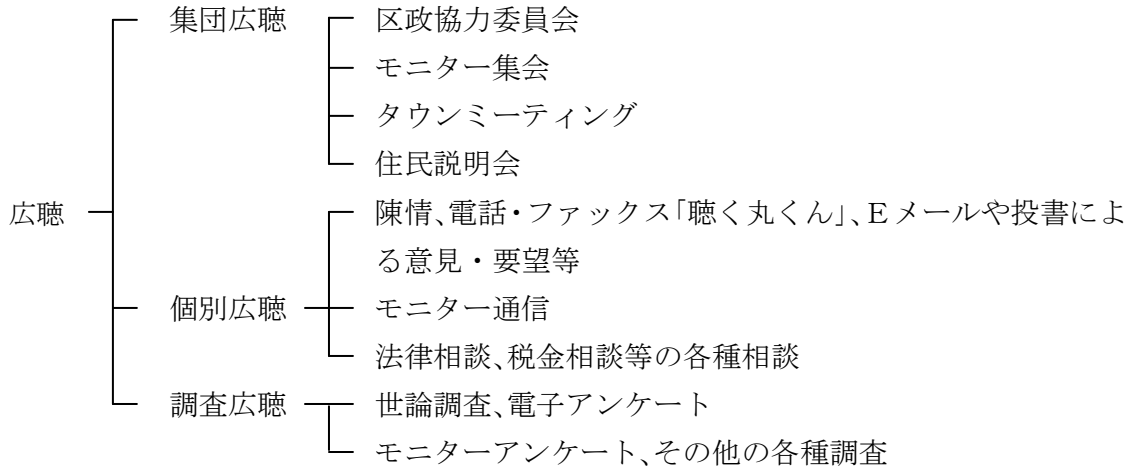 集団広聴 区政協力委員会
モニター集会
タウンミーティング
住民説明会
広聴 陳情、電話・ファックス「聴く丸くん」、Eメールや投書によ
る意見・要望等
個別広聴 モニター通信
法律相談、税金相談等の各種相談
調査広聴 世論調査、電子アンケート
モニターアンケート、その他の各種調査